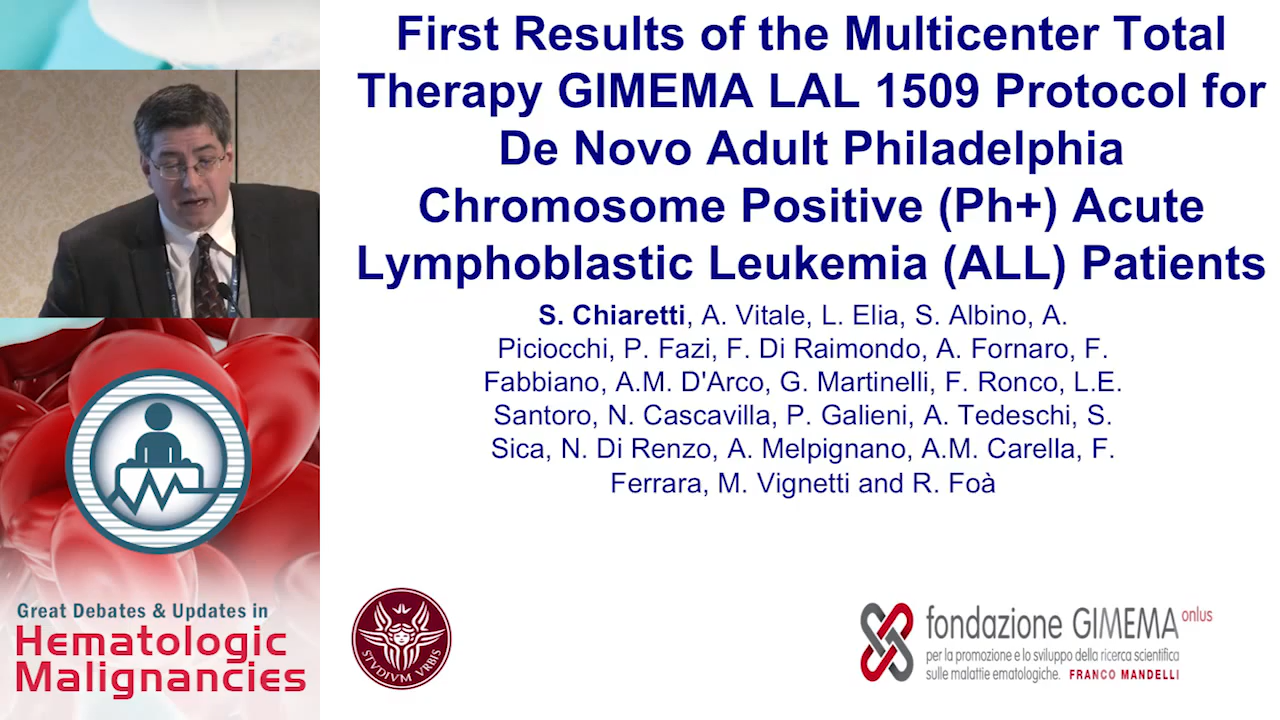 First Results of the Multicenter Total
Therapy GIMEMA LAL 1509 Protocol for
De Novo Adult Philadelphia
Chromosome Positive (Ph+) Acute
Lymphoblastic Leukemia (ALL) Patients
S. Chiaretti, A. Vitale, L. Elia, S. Albino, A.
Piciocchi, P. Fazi, F. Di Raimondo, A. Fornaro, F.
Fabbiano, A.M. D'Arco, G. Martinelli, F. Ronco, L.E.
Santoro, N. Cascavilla, P. Galieni, A. Tedeschi, S.
Sica, N. Di Renzo, A. Melpignano, A.M. Carella, F.
Ferrara, M. Vignetti and R. Foà
Great Debates & Updates in
Hematologic
Malignancies
STVDIVM VRBIS
fondazione GIMEMA onlus
per la promozione e lo sviluppo della ricerca scientifica
sulle malattie ematologiche. FRANCO MANDELLI